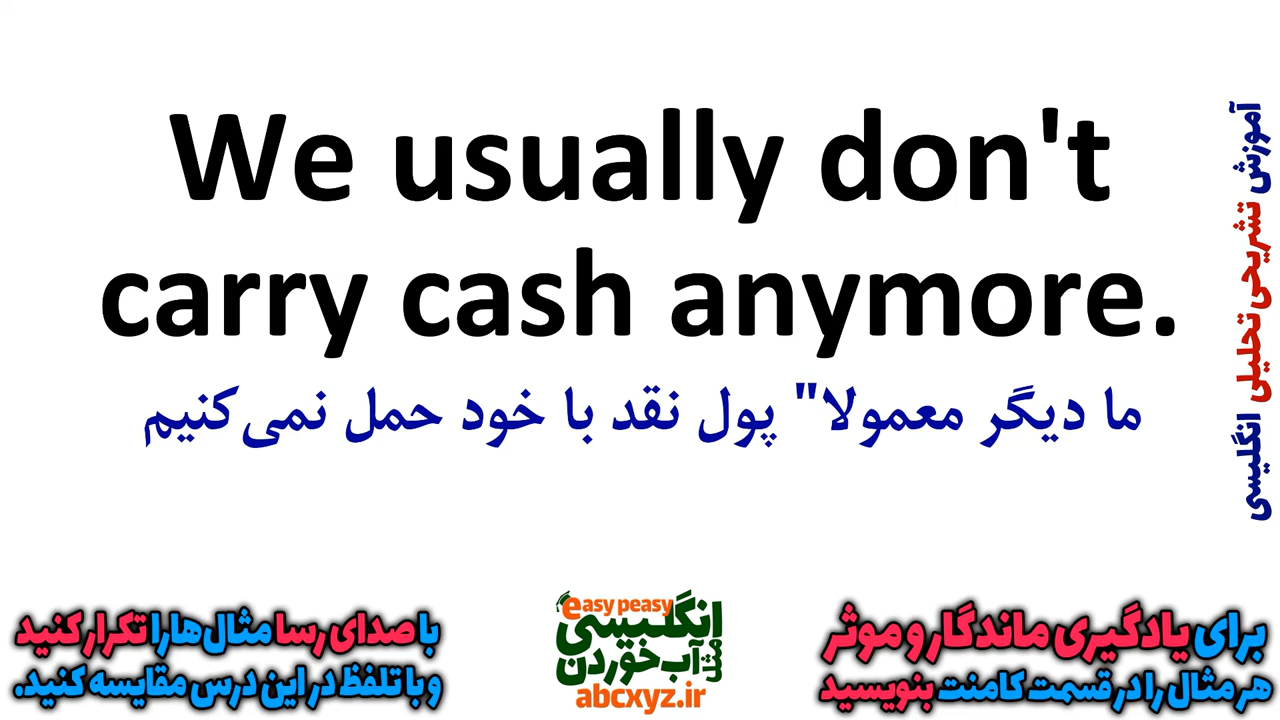 We usually don't
carry cash anymore.
ما دیگر معمولا" پول نقد با خود حمل نمی‌کنیم
آموزش تشریحی تحلیلی انگلیسی
با صدای رسا مثال‌ها را تکرار کنید
و با تلفظ در این درس مقایسه کنید.
easy peasy
انگلیسی
مثل آب خوردن
abcxyz.ir
برای یادگیری ماندگار و موثر
هر مثال را در قسمت کامنت بنویسید